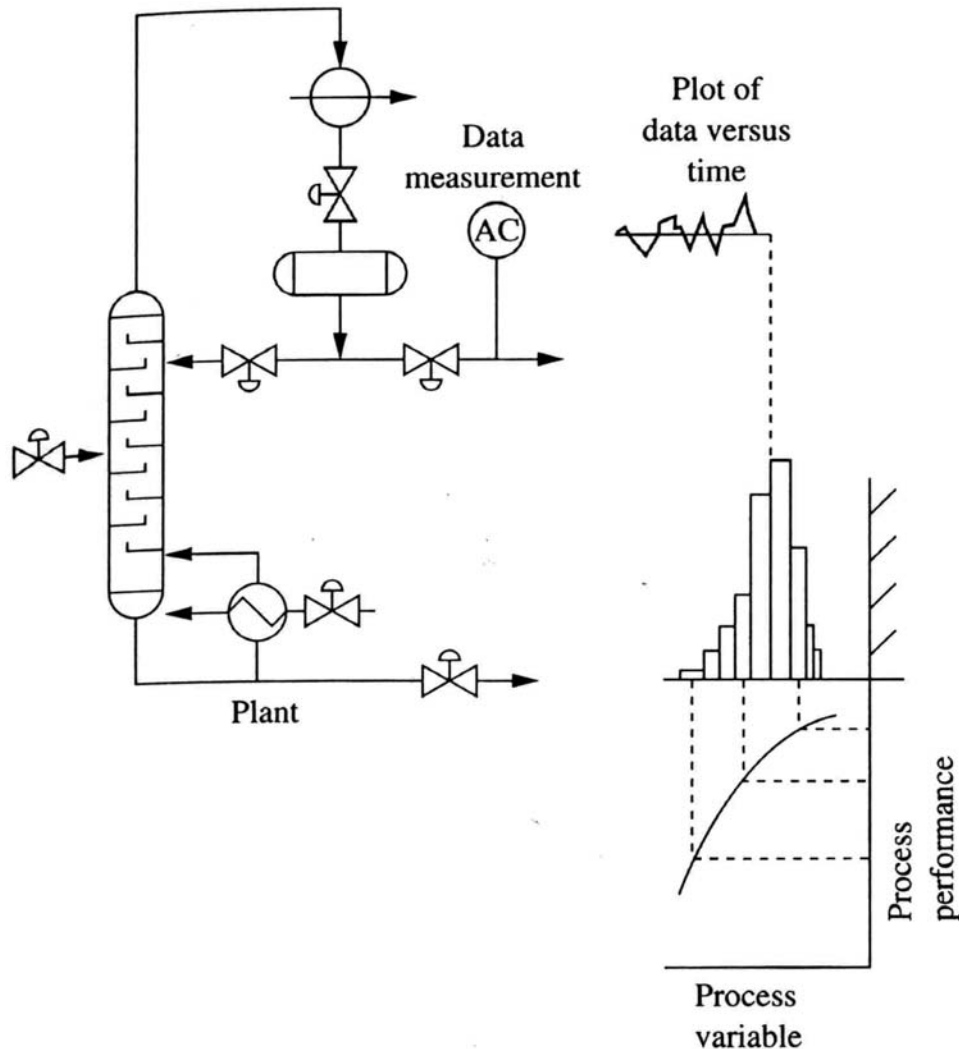 Data
measurement
AC
Plot of
data versus
time
Plant
Process
performance
Process
variable